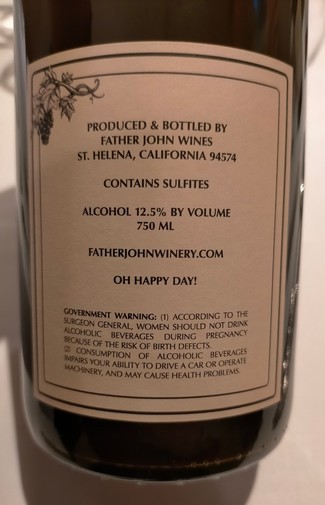 PRODUCED & BOTTLED BY
FATHER JOHN WINES
ST. HELENA, CALIFORNIA 94574
CONTAINS SULFITES
ALCOHOL 12.5% BY VOLUME
750 ML
FATHERJOHNWINERY.COM
OH HAPPY DAY!
GOVERNMENT WARNING: (1) ACCORDING TO THE
SURGEON GENERAL, WOMEN SHOULD NOT DRINK
ALCOHOLIC BEVERAGES DURING PREGNANCY
BECAUSE OF THE RISK OF BIRTH DEFECTS.
(2) CONSUMPTION OF ALCOHOLIC BEVERAGES
IMPAIRS YOUR ABILITY TO DRIVE A CAR OR OPERATE
MACHINERY, AND MAY CAUSE HEALTH PROBLEMS.